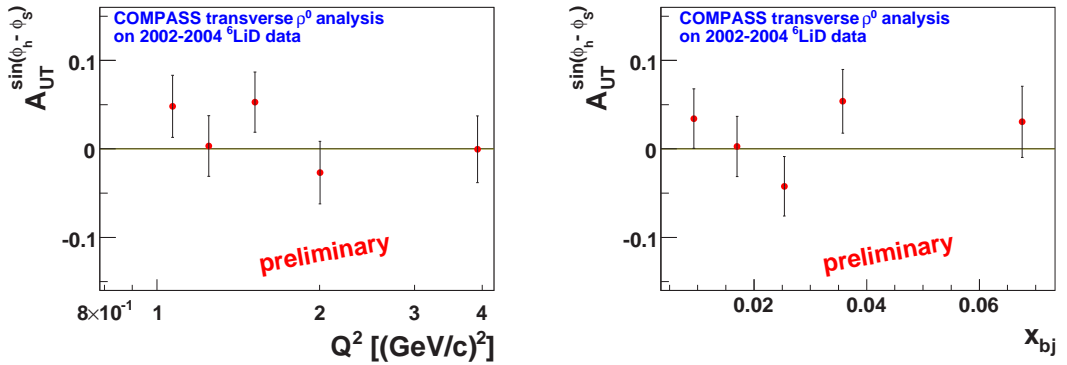 COMPASS transverse ρ⁰ analysis
on 2002-2004 ⁶LiD data
A_UT^sin(ϕ_h - ϕ_S)
0.1
0
-0.1
preliminary
8×10⁻¹ 1 2 3 4
Q² [(GeV/c)²]
COMPASS transverse ρ⁰ analysis
on 2002-2004 ⁶LiD data
A_UT^sin(ϕ_h - ϕ_S)
0.1
0
-0.1
preliminary
0.02 0.04 0.06
x_bj